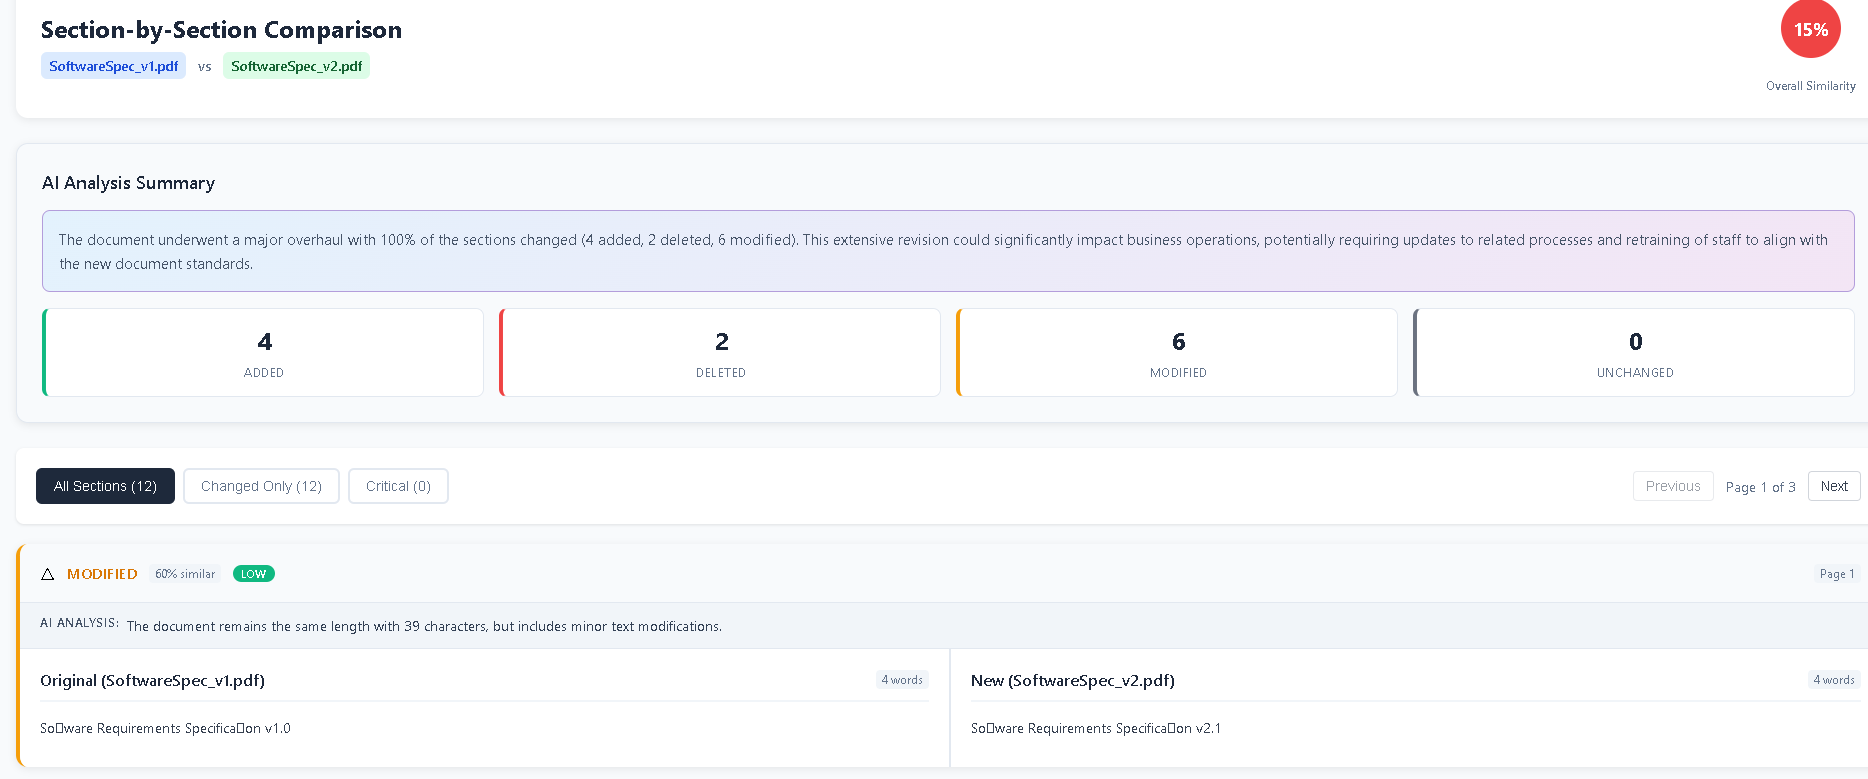 Section-by-Section Comparison
15%
SoftwareSpec_v1.pdf vs SoftwareSpec_v2.pdf
Overall Similarity
AI Analysis Summary
The document underwent a major overhaul with 100% of the sections changed (4 added, 2 deleted, 6 modified). This extensive revision could significantly impact business operations, potentially requiring updates to related processes and retraining of staff to align with
the new document standards.
4 2 6 0
ADDED DELETED MODIFIED UNCHANGED
All Sections (12) Changed Only (12) Critical (0) Previous Page 1 of 3 Next
△ MODIFIED 60% similar LOW Page 1
AI ANALYSIS: The document remains the same length with 39 characters, but includes minor text modifications.
Original (SoftwareSpec_v1.pdf) 4 words
So▯ware Requirements Specifica▯on v1.0
New (SoftwareSpec_v2.pdf) 4 words
So▯ware Requirements Specifica▯on v2.1